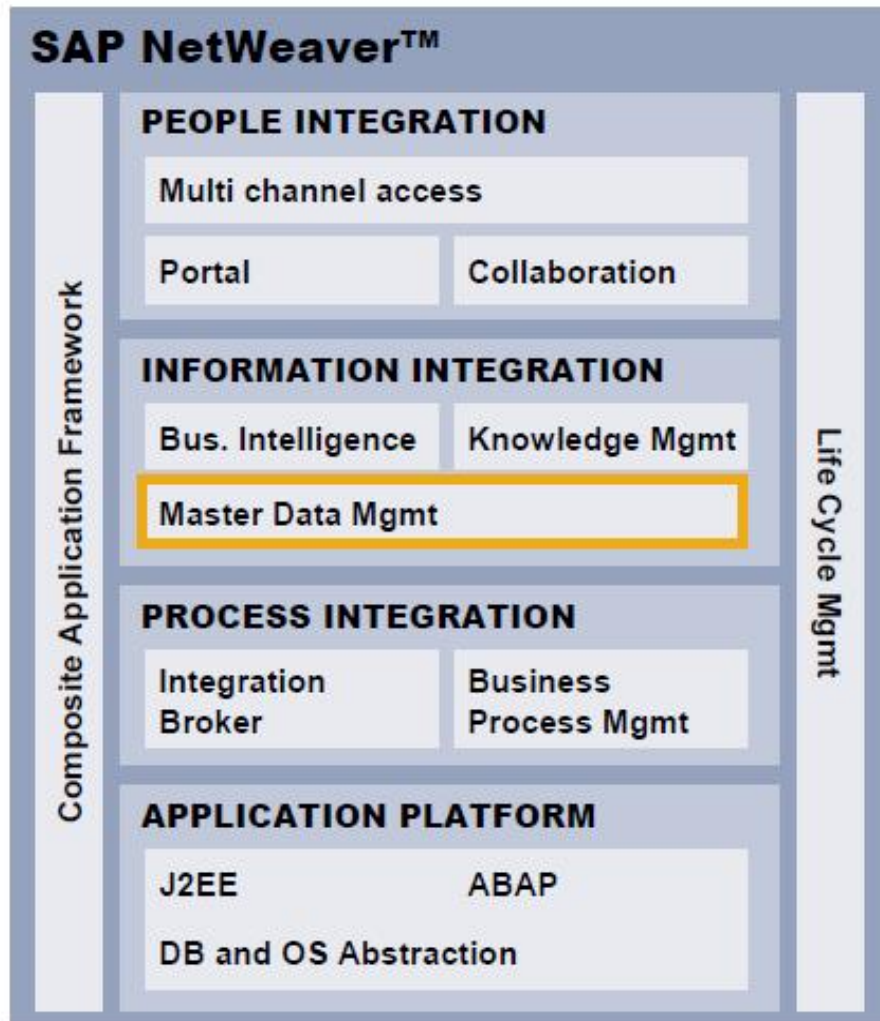 SAP NetWeaver™
Composite Application Framework
PEOPLE INTEGRATION
Multi channel access
Portal
Collaboration
INFORMATION INTEGRATION
Bus. Intelligence
Knowledge Mgmt
Master Data Mgmt
PROCESS INTEGRATION
Integration
Broker
Business
Process Mgmt
APPLICATION PLATFORM
J2EE
ABAP
DB and OS Abstraction
Life Cycle Mgmt